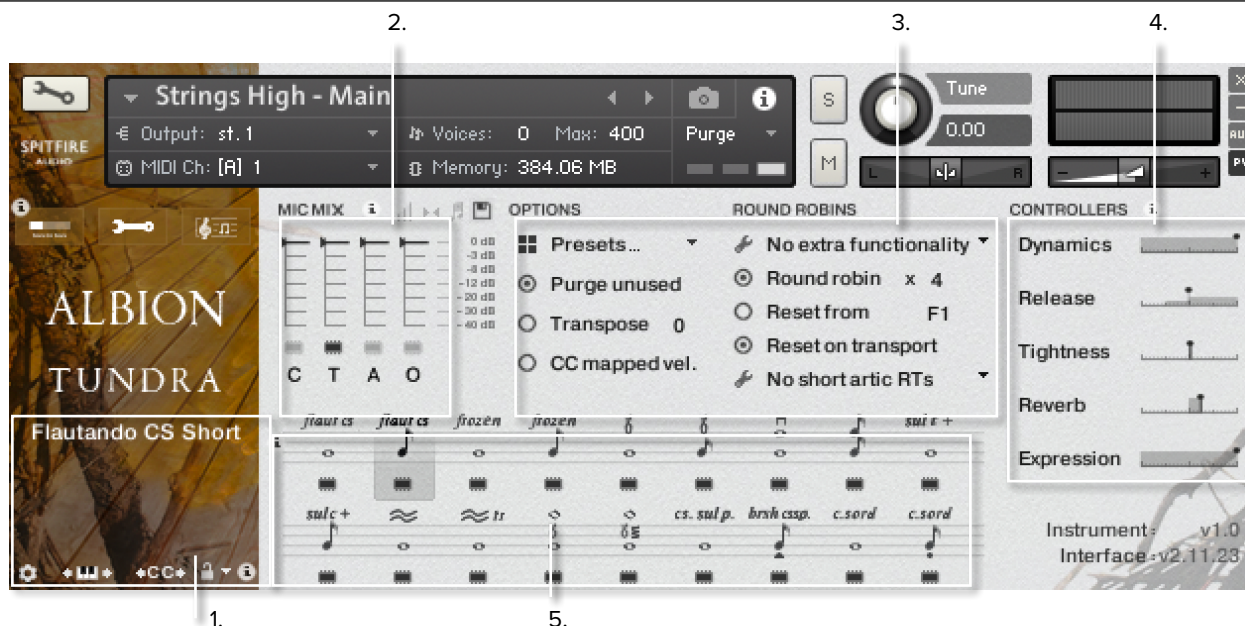 2.
3.
4.
Strings High - Main
i
S
Tune
0.00
SPITFIRE
AUDIO
Output: st. 1
Voices: 0 Max: 400
Purge
MIDI Ch: [A] 1
Memory: 384.06 MB
M
L
R
-
+
AU
PV
MIC MIX i
OPTIONS
ROUND ROBINS
CONTROLLERS i
0 dB
-3 dB
-12 dB
-20 dB
-30 dB
-40 dB
C T A O
Presets...
Purge unused
Transpose 0
CC mapped vel.
No extra functionality
Round robin x 4
Reset from F1
Reset on transport
No short artic RTs
Dynamics
Release
Tightness
Reverb
Expression
ALBION
TUNDRA
Flautando CS Short
flaut cs flaut cs frozen frozen sul c +
sul c + tr cs. sul p. brsh cssp. c.sord c.sord
CC
Instrument: v1.0
Interface: v2.11.23
1.
5.